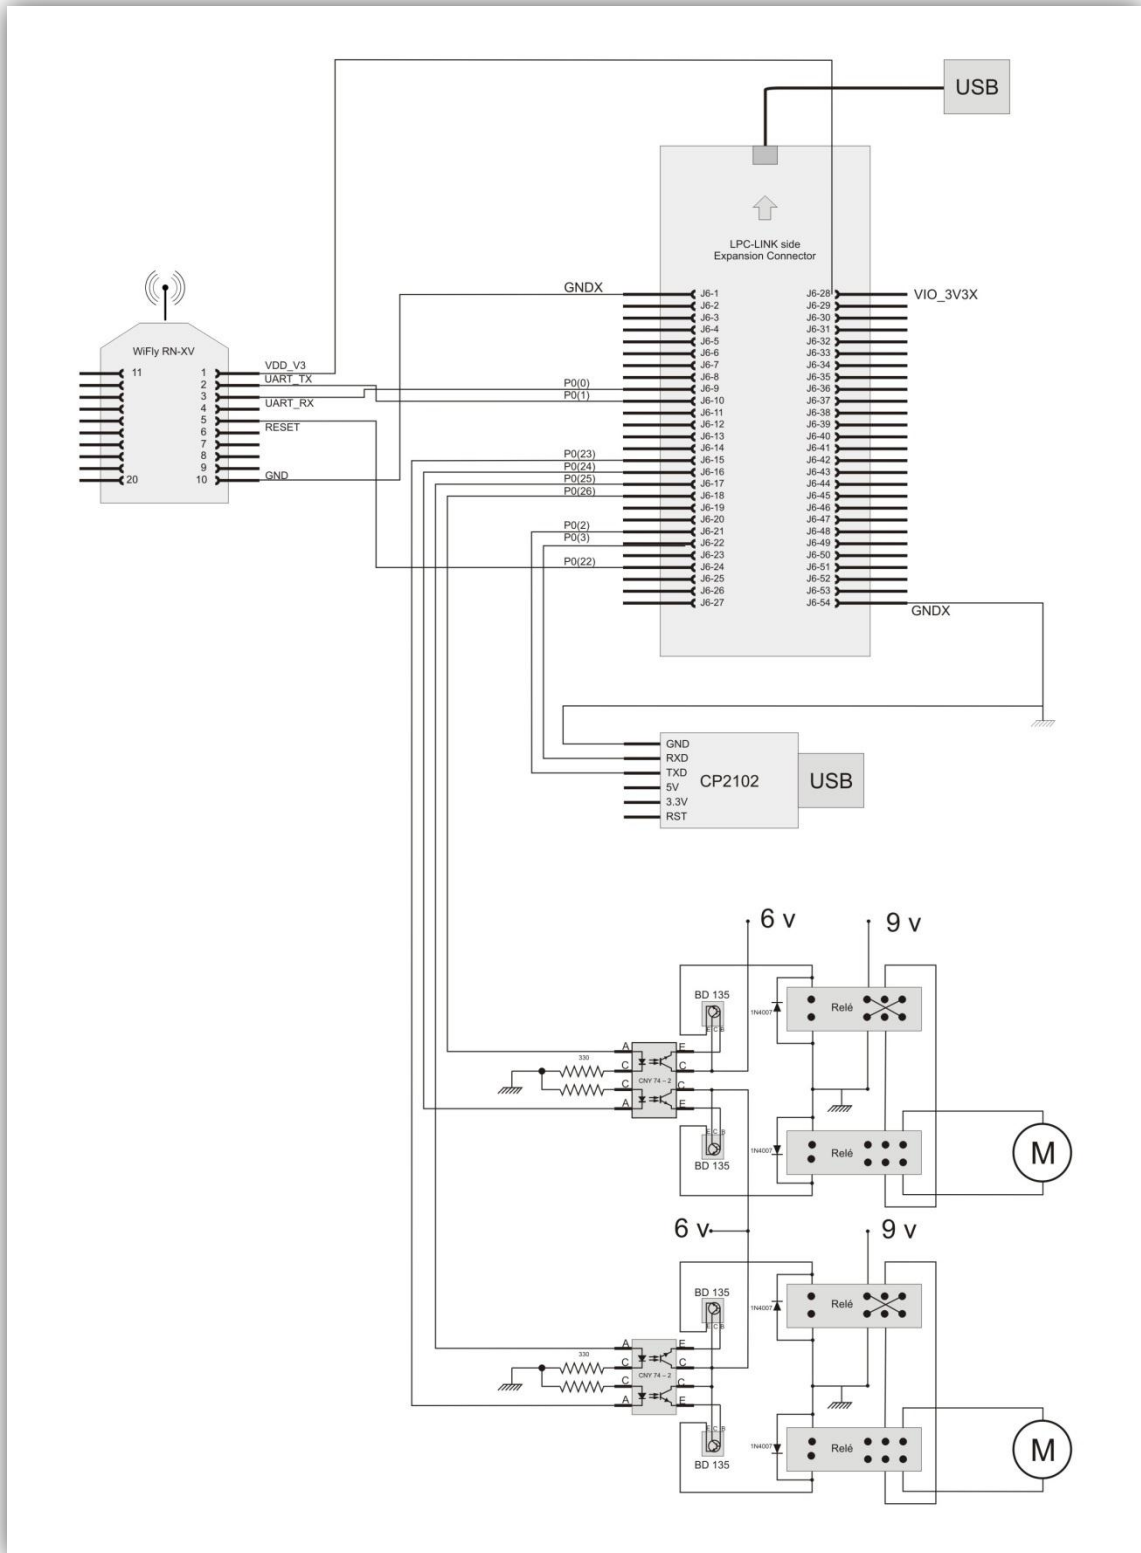 USB
LPC-LINK side
Expansion Connector
GNDX
J6-1
J6-2
J6-3
J6-4
J6-5
J6-6
J6-7
J6-8
P0(0)
J6-9
P0(1)
J6-10
J6-11
J6-12
J6-13
J6-14
P0(23)
J6-15
P0(24)
J6-16
P0(25)
J6-17
P0(26)
J6-18
J6-19
J6-20
P0(2)
J6-21
P0(3)
J6-22
J6-23
P0(22)
J6-24
J6-25
J6-26
J6-27
J6-28
VIO_3V3X
J6-29
J6-30
J6-31
J6-32
J6-33
J6-34
J6-35
J6-36
J6-37
J6-38
J6-39
J6-40
J6-41
J6-42
J6-43
J6-44
J6-45
J6-46
J6-47
J6-48
J6-49
J6-50
J6-51
J6-52
J6-53
J6-54
GNDX
WiFly RN-XV
11
20
1
2
3
4
5
6
7
8
9
10
VDD_V3
UART_TX
UART_RX
RESET
GND
GND
RXD
TXD
5V
3.3V
RST
CP2102
USB
6 v
9 v
BD 135
E C B
1N4007
Relé
A
E
330
C
C
CNY 74 – 2
C
C
A
E
E C B
BD 135
1N4007
Relé
M
6 v
9 v
BD 135
E C B
1N4007
Relé
A
E
330
C
C
CNY 74 – 2
C
C
A
E
E C B
BD 135
1N4007
Relé
M